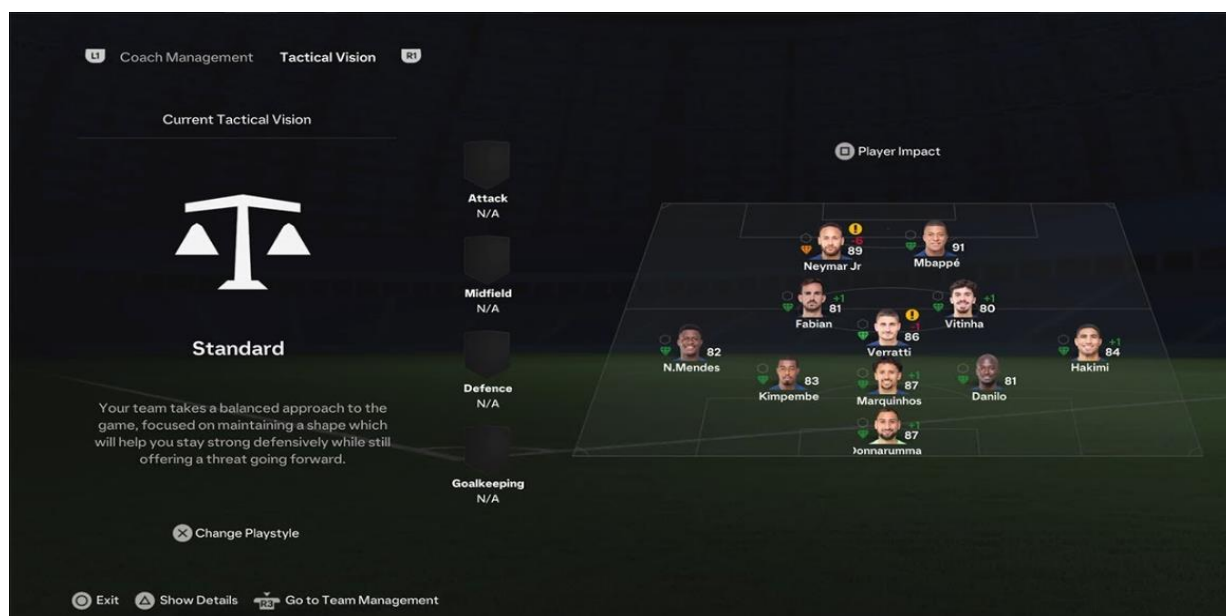 L1 Coach Management Tactical Vision R1
Current Tactical Vision
Standard
Your team takes a balanced approach to the
game, focused on maintaining a shape which
will help you stay strong defensively while still
offering a threat going forward.
Change Playstyle
Attack
N/A
Midfield
N/A
Defence
N/A
Goalkeeping
N/A
Player Impact
-6
89
Neymar Jr
91
Mbappé
+1
81
Fabian
+1
80
Vitinha
-1
86
Verratti
82
N.Mendes
+1
84
Hakimi
83
Kimpembe
+1
87
Marquinhos
81
Danilo
+1
87
Donnarumma
Exit Show Details R3 Go to Team Management